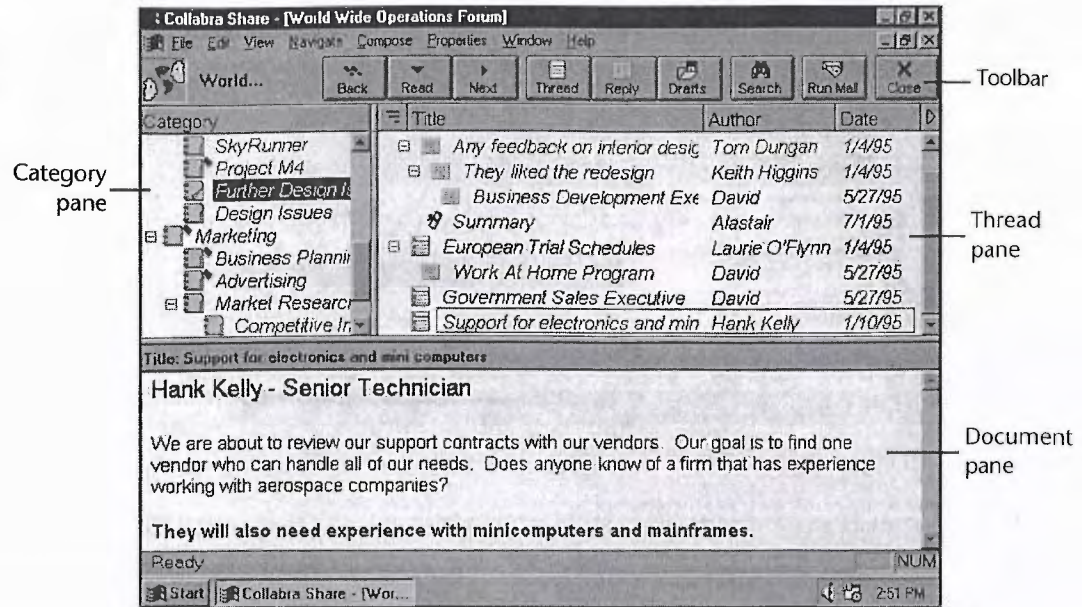 Collabra Share - [World Wide Operations Forum]
File Edit View Navigate Compose Properties Window Help
World...
Back Read Next Thread Reply Drafts Search Run Mail Close
Toolbar
Category
Title Author Date
SkyRunner
Project M4
Further Design Is
Design Issues
Marketing
Business Plannin
Advertising
Market Research
Competitive In
Category
pane
Any feedback on interior desig Tom Dungan 1/4/95
They liked the redesign Keith Higgins 1/4/95
Business Development Exe David 5/27/95
Summary Alastair 7/1/95
European Trial Schedules Laurie O'Flynn 1/4/95
Work At Home Program David 5/27/95
Government Sales Executive David 5/27/95
Support for electronics and min Hank Kelly 1/10/95
Thread
pane
Title: Support for electronics and mini computers
Hank Kelly - Senior Technician
We are about to review our support contracts with our vendors. Our goal is to find one
vendor who can handle all of our needs. Does anyone know of a firm that has experience
working with aerospace companies?
They will also need experience with minicomputers and mainframes.
Document
pane
Ready NUM
Start Collabra Share - [Wor... 2:51 PM